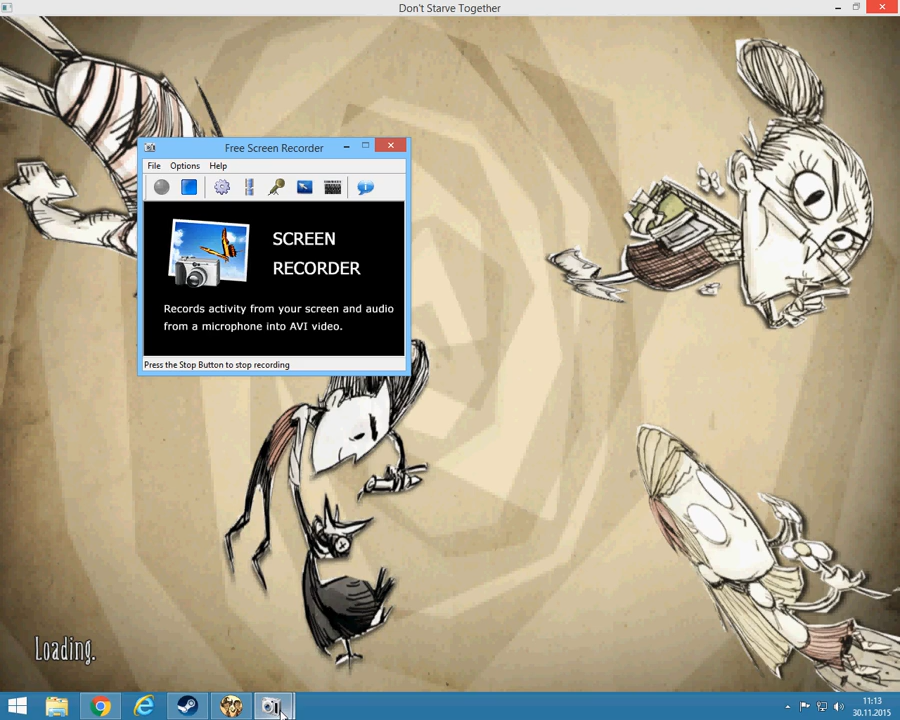 Don't Starve Together
Free Screen Recorder
File Options Help
SCREEN
RECORDER
Records activity from your screen and audio
from a microphone into AVI video.
Press the Stop Button to stop recording
Loading.
11:13
30.11.2015